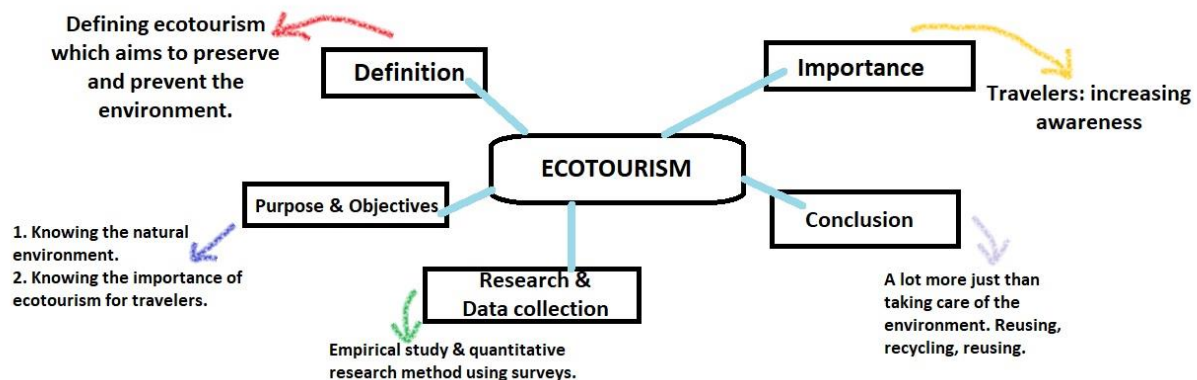 Defining ecotourism
which aims to preserve
and prevent the
environment.
Definition
Importance
Travelers: increasing
awareness
ECOTOURISM
Purpose & Objectives
1. Knowing the natural
environment.
2. Knowing the importance of
ecotourism for travelers.
Research &
Data collection
Empirical study & quantitative
research method using surveys.
Conclusion
A lot more just than
taking care of the
environment. Reusing,
recycling, reusing.